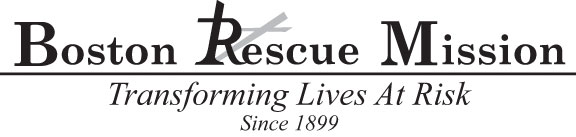 Boston Rescue Mission
Transforming Lives At Risk
Since 1899